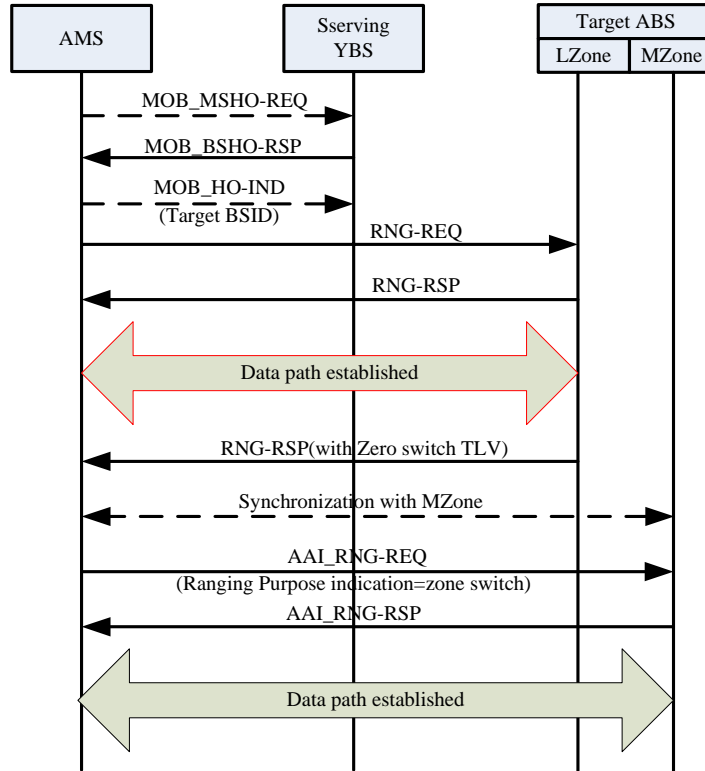 AMS
Sserving
YBS
Target ABS
LZone
MZone
MOB_MSHO-REQ
MOB_BSHO-RSP
MOB_HO-IND
(Target BSID)
RNG-REQ
RNG-RSP
Data path established
RNG-RSP(with Zero switch TLV)
Synchronization with MZone
AAI_RNG-REQ
(Ranging Purpose indication=zone switch)
AAI_RNG-RSP
Data path established